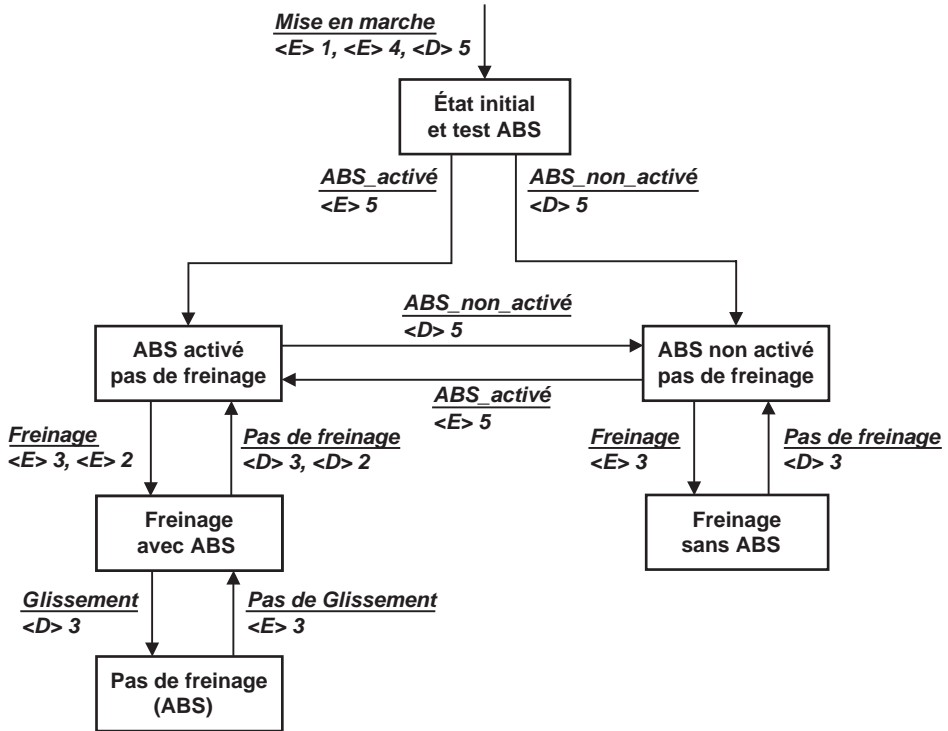 Mise en marche
<E> 1, <E> 4, <D> 5
État initial
et test ABS
ABS_activé
<E> 5
ABS_non_activé
<D> 5
ABS_non_activé
<D> 5
ABS activé
pas de freinage
ABS non activé
pas de freinage
ABS_activé
<E> 5
Freinage
<E> 3, <E> 2
Pas de freinage
<D> 3, <D> 2
Freinage
<E> 3
Pas de freinage
<D> 3
Freinage
avec ABS
Freinage
sans ABS
Glissement
<D> 3
Pas de Glissement
<E> 3
Pas de freinage
(ABS)